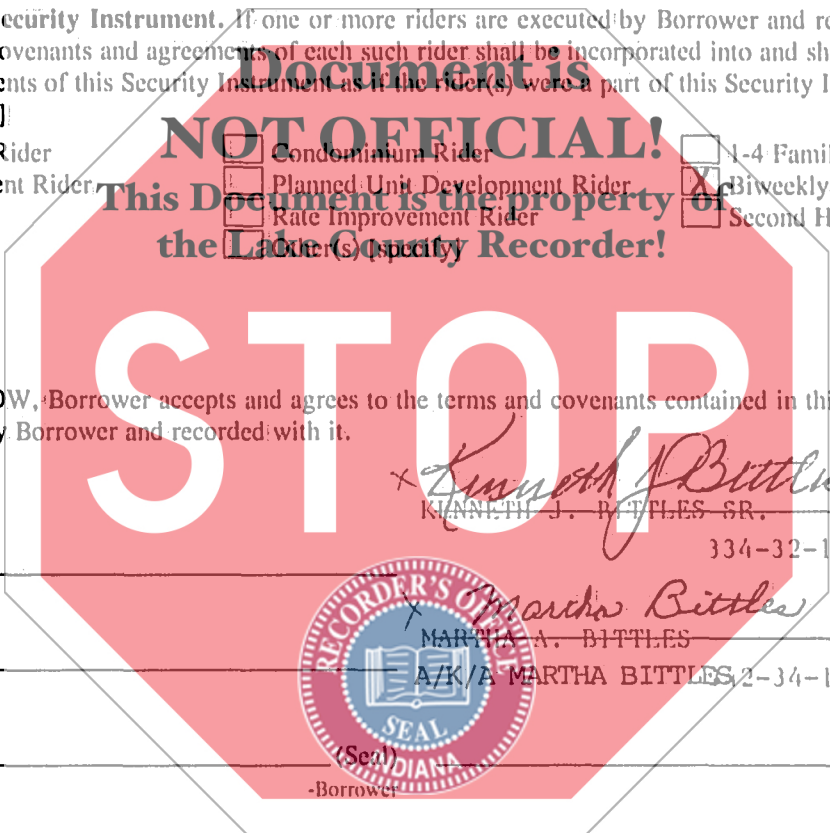 ecurity Instrument. If one or more riders are executed by Borrower and re
ovenants and agreements of each such rider shall be incorporated into and sh
ents of this Security Instrument as if the rider(s) were a part of this Security I
Document is
NOT OFFICIAL!
This Document is the property of
the Lake County Recorder!
Rider Condominium Rider 1-4 Famil
nt Rider Planned Unit Development Rider X Biweekly
Rate Improvement Rider Second H
Other(s) [specify]
STOP
OW, Borrower accepts and agrees to the terms and covenants contained in thi
y Borrower and recorded with it.
x Kenneth J Bittles
KENNETH J. BITTLES SR.
334-32-1
x Martha Bittles
MARTHA A. BITTLES
A/K/A MARTHA BITTLES 2-34-1
RECORDER'S OFFICE
SEAL
INDIANA
(Seal)
-Borrower